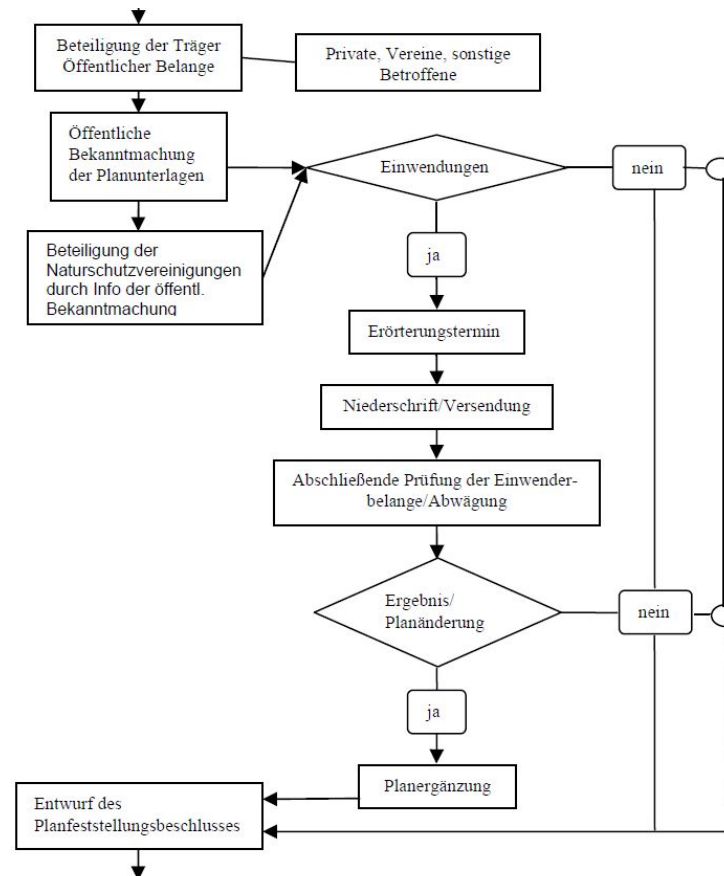 Beteiligung der Träger
Öffentlicher Belange
Private, Vereine, sonstige
Betroffene
Öffentliche
Bekanntmachung
der Planunterlagen
Einwendungen
nein
Beteiligung der
Naturschutzvereinigungen
durch Info der öffentl.
Bekanntmachung
ja
Erörterungstermin
Niederschrift/Versendung
Abschließende Prüfung der Einwender-
belange/Abwägung
Ergebnis/
Planänderung
nein
ja
Planergänzung
Entwurf des
Planfeststellungsbeschlusses